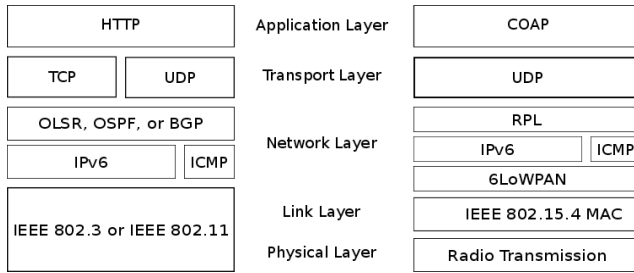 HTTP
Application Layer
COAP
TCP
UDP
Transport Layer
UDP
OLSR, OSPF, or BGP
RPL
Network Layer
IPv6
ICMP
IPv6
ICMP
6LoWPAN
Link Layer
IEEE 802.15.4 MAC
IEEE 802.3 or IEEE 802.11
Physical Layer
Radio Transmission